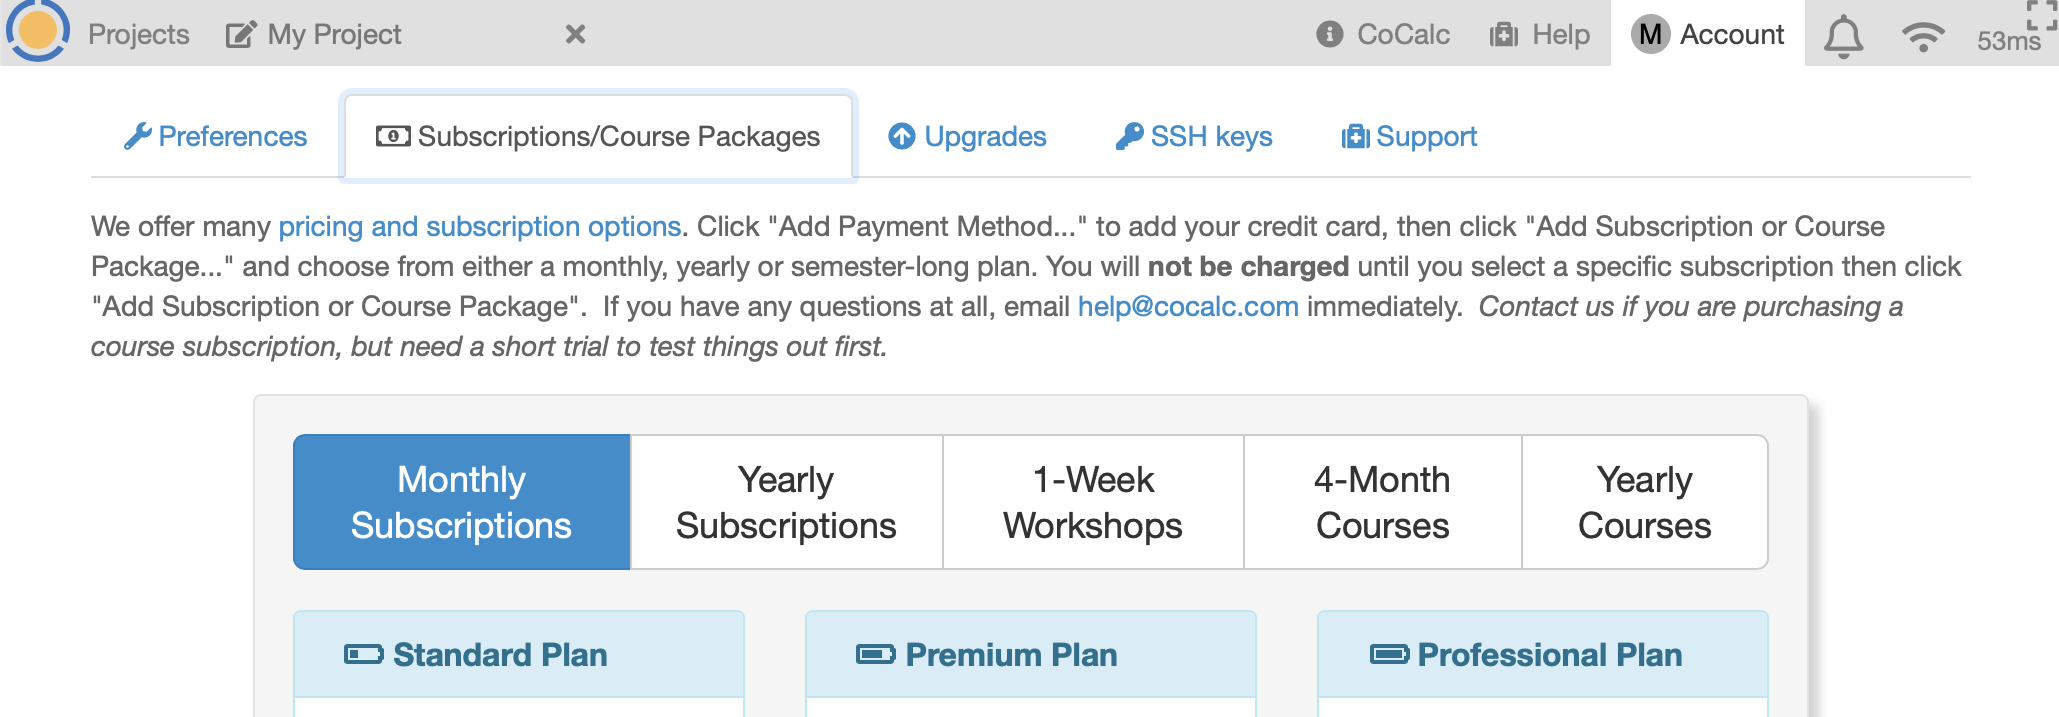 Projects My Project CoCalc Help M Account 53ms
Preferences Subscriptions/Course Packages Upgrades SSH keys Support
We offer many pricing and subscription options. Click "Add Payment Method..." to add your credit card, then click "Add Subscription or Course
Package..." and choose from either a monthly, yearly or semester-long plan. You will not be charged until you select a specific subscription then click
"Add Subscription or Course Package". If you have any questions at all, email help@cocalc.com immediately. Contact us if you are purchasing a
course subscription, but need a short trial to test things out first.
Monthly Subscriptions
Yearly Subscriptions
1-Week Workshops
4-Month Courses
Yearly Courses
Standard Plan Premium Plan Professional Plan